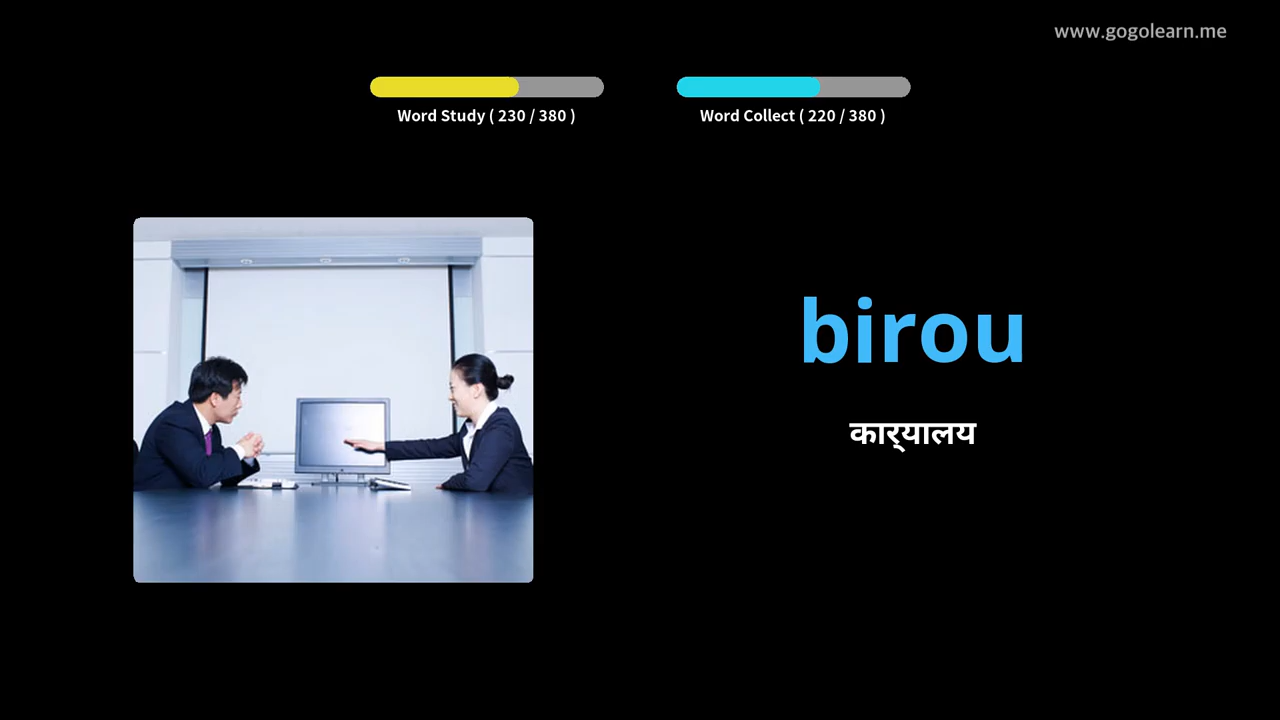 www.gogolearn.me
Word Study ( 230 / 380 )
Word Collect ( 220 / 380 )
birou
कार्यालय